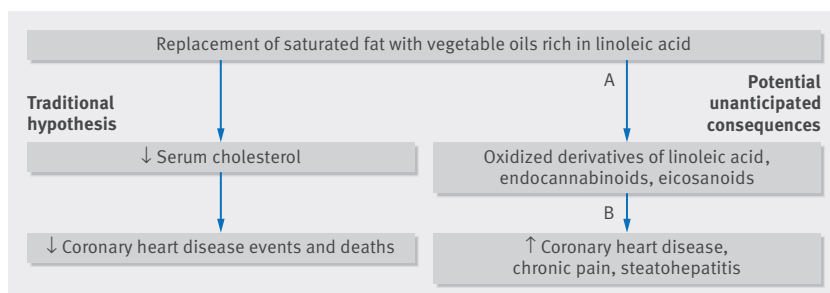 Replacement of saturated fat with vegetable oils rich in linoleic acid
Traditional
hypothesis
A
Potential
unanticipated
consequences
↓ Serum cholesterol
Oxidized derivatives of linoleic acid,
endocannabinoids, eicosanoids
B
↓ Coronary heart disease events and deaths
↑ Coronary heart disease,
chronic pain, steatohepatitis